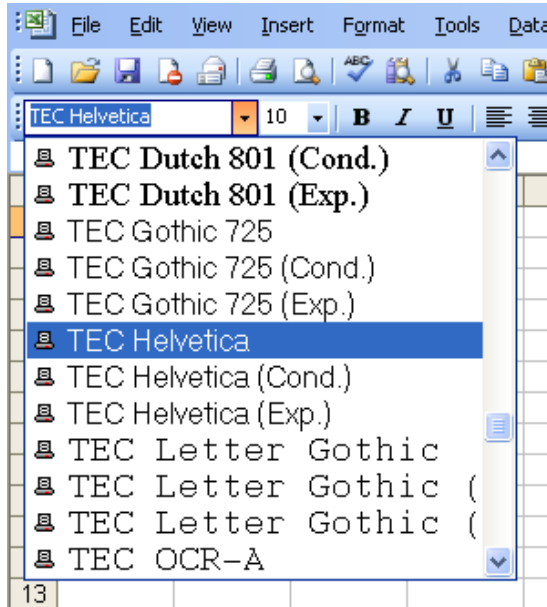 File Edit View Insert Format Tools Data
ABC
TEC Helvetica 10 B I U
TEC Dutch 801 (Cond.)
TEC Dutch 801 (Exp.)
TEC Gothic 725
TEC Gothic 725 (Cond.)
TEC Gothic 725 (Exp.)
TEC Helvetica
TEC Helvetica (Cond.)
TEC Helvetica (Exp.)
TEC Letter Gothic
TEC Letter Gothic (
TEC Letter Gothic (
TEC OCR-A
13